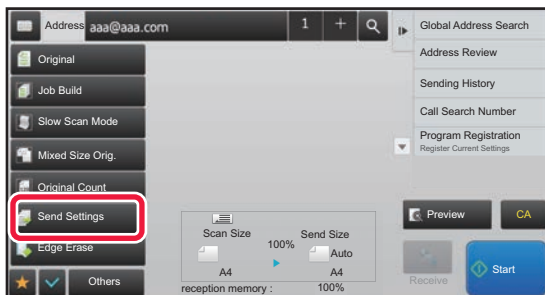 Address aaa@aaa.com 1 +
Original
Job Build
Slow Scan Mode
Mixed Size Orig.
Original Count
Send Settings
Edge Erase
Others
Scan Size
100%
Send Size
Auto
A4
A4
reception memory : 100%
Global Address Search
Address Review
Sending History
Call Search Number
Program Registration
Register Current Settings
Preview
CA
Receive
Start